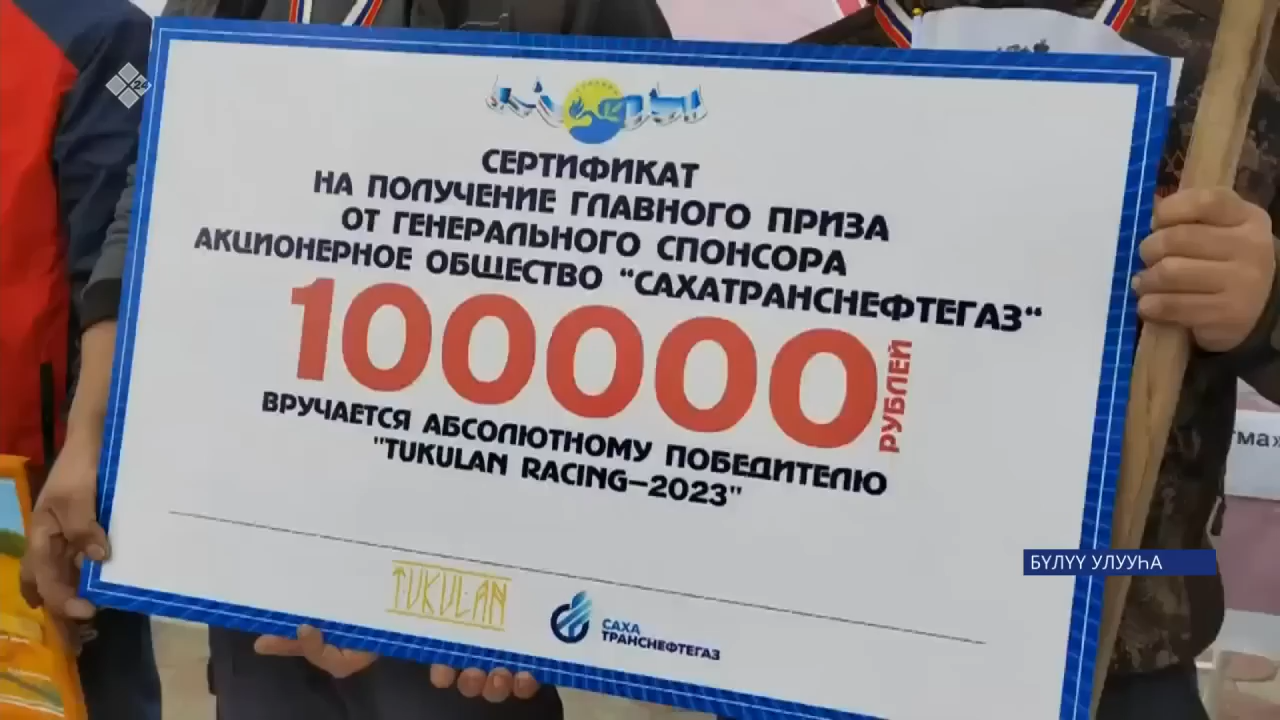 СЕРТИФИКАТ
НА ПОЛУЧЕНИЕ ГЛАВНОГО ПРИЗА
ОТ ГЕНЕРАЛЬНОГО СПОНСОРА
АКЦИОНЕРНОЕ ОБЩЕСТВО “САХАТРАНСНЕФТЕГАЗ“
100000 РУБЛЕЙ
ВРУЧАЕТСЯ АБСОЛЮТНОМУ ПОБЕДИТЕЛЮ
"TUKULAN RACING–2023"
TUKULAN
САХА
ТРАНСНЕФТЕГАЗ
БҮЛҮҮ УЛУУҺА
24